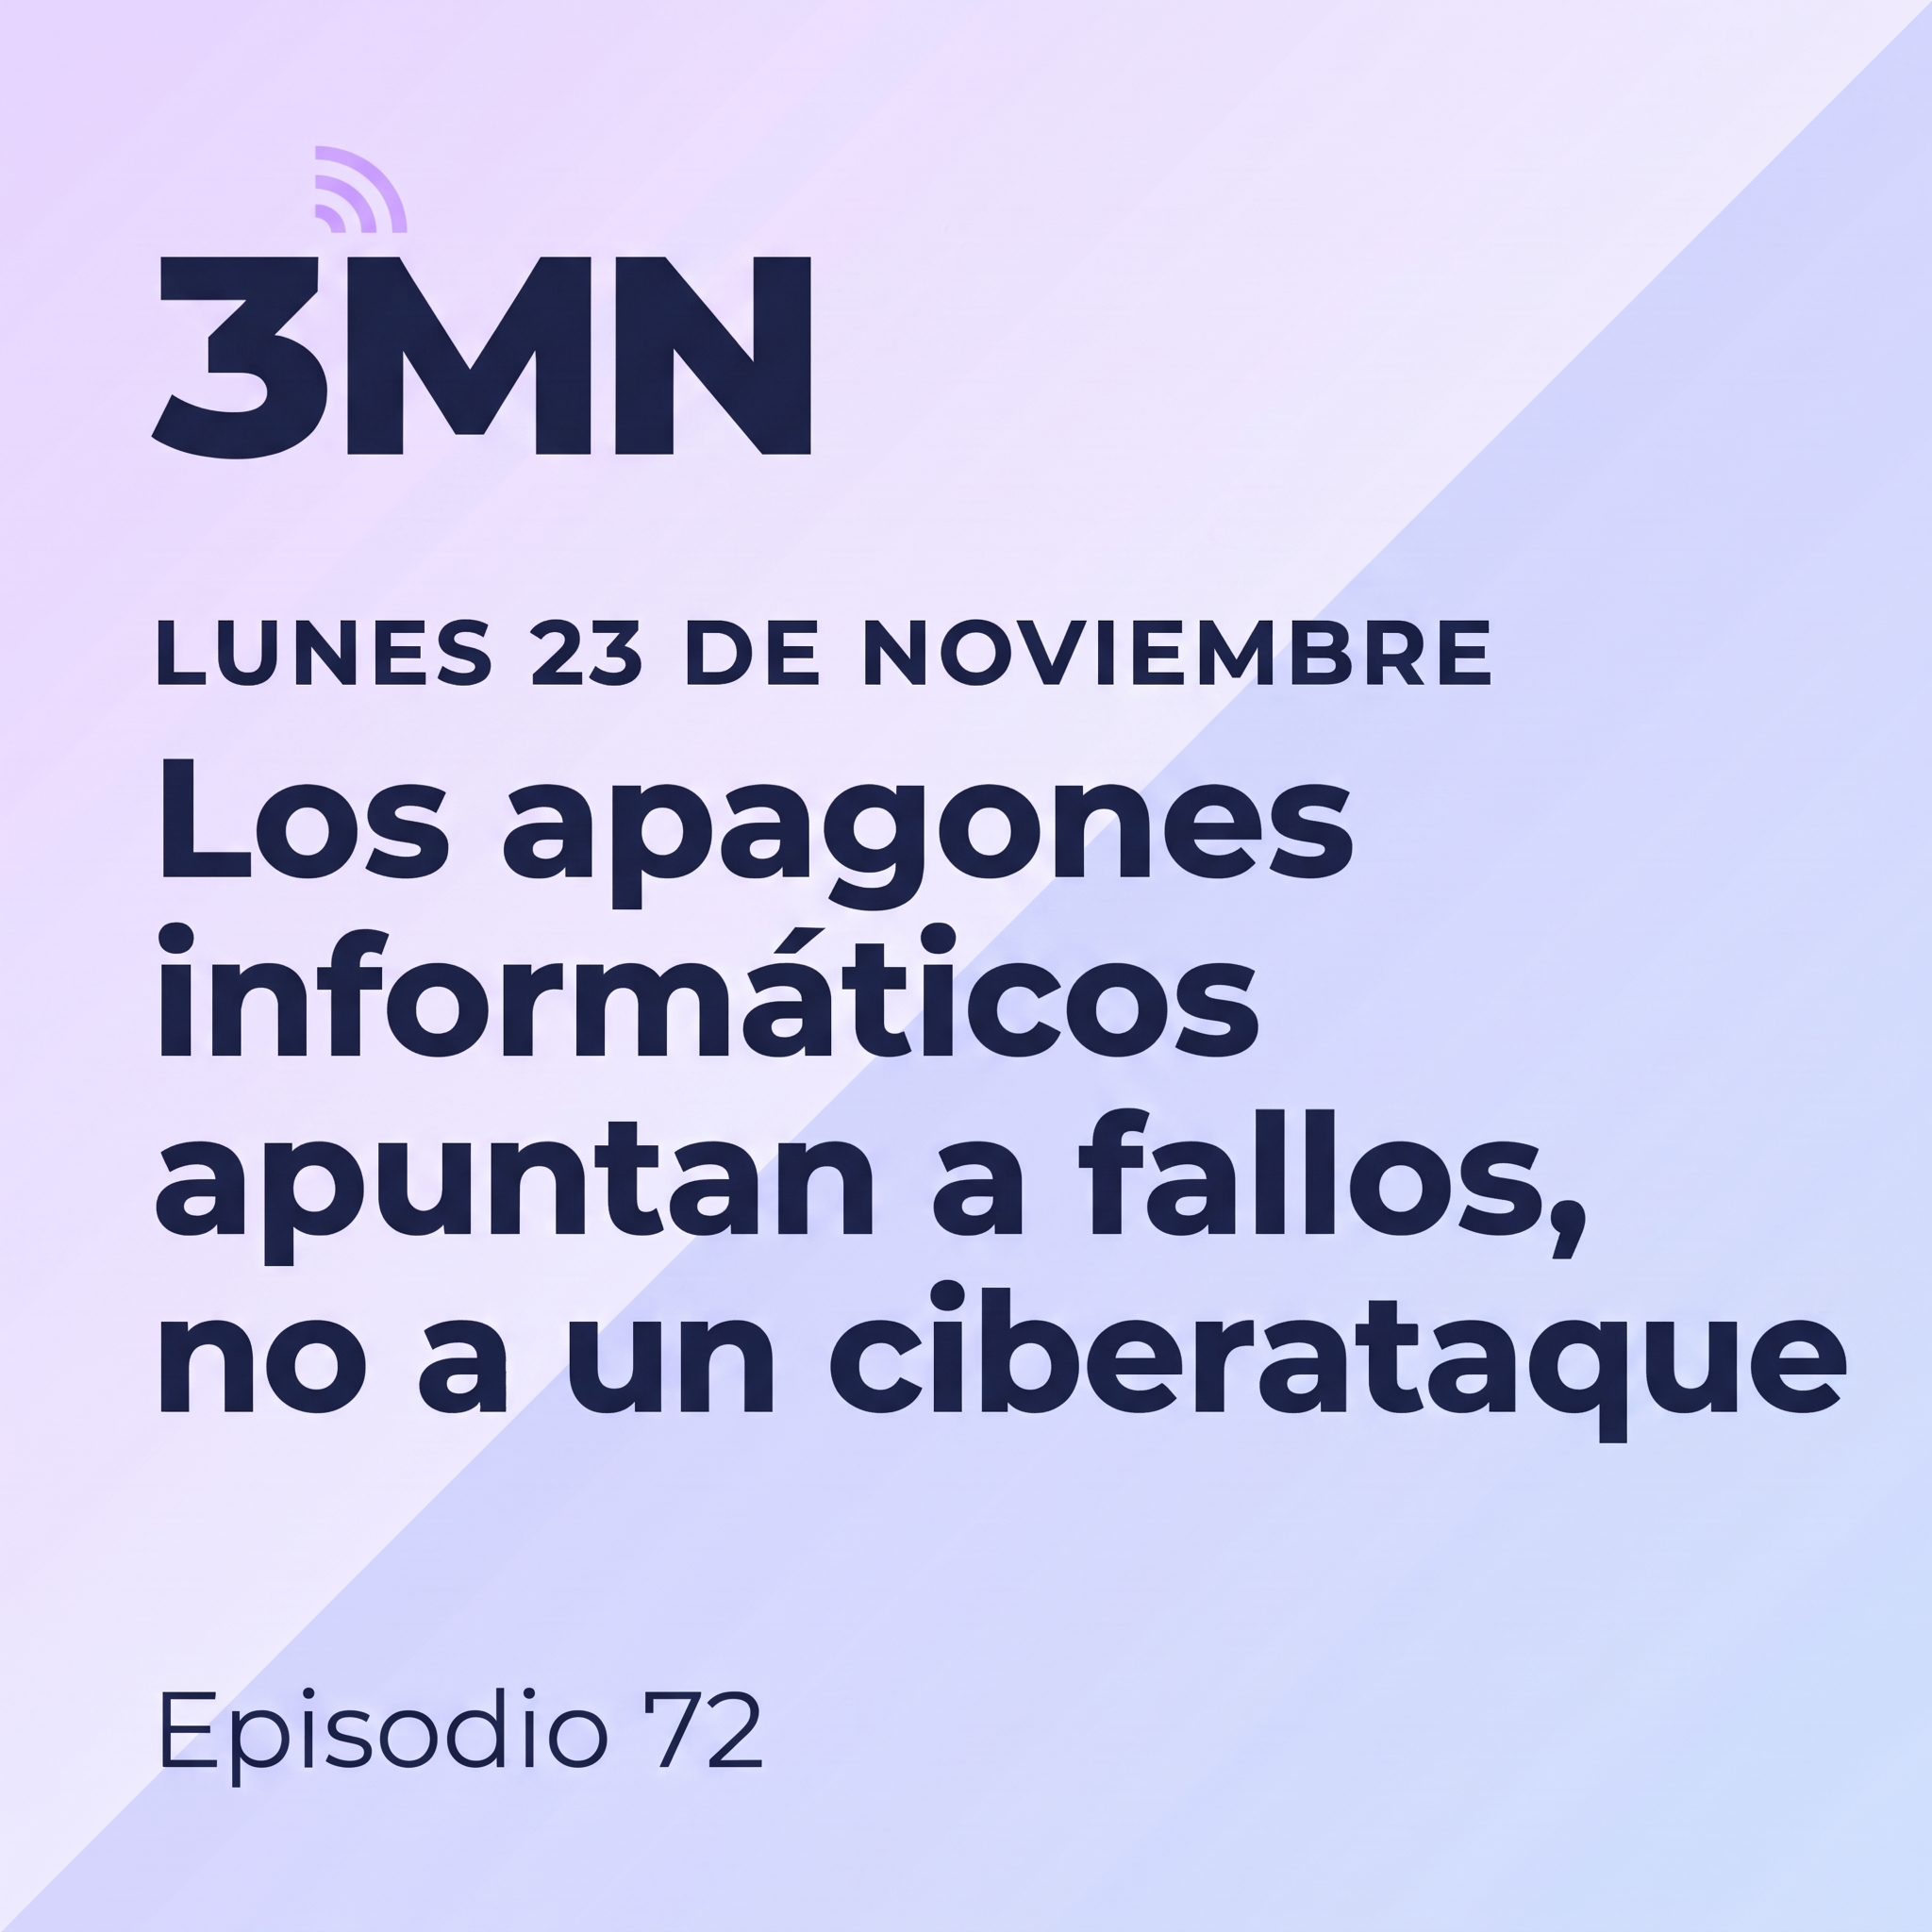 3MN
LUNES 23 DE NOVIEMBRE
Los apagones
informáticos
apuntan a fallos,
no a un ciberataque
Episodio 72